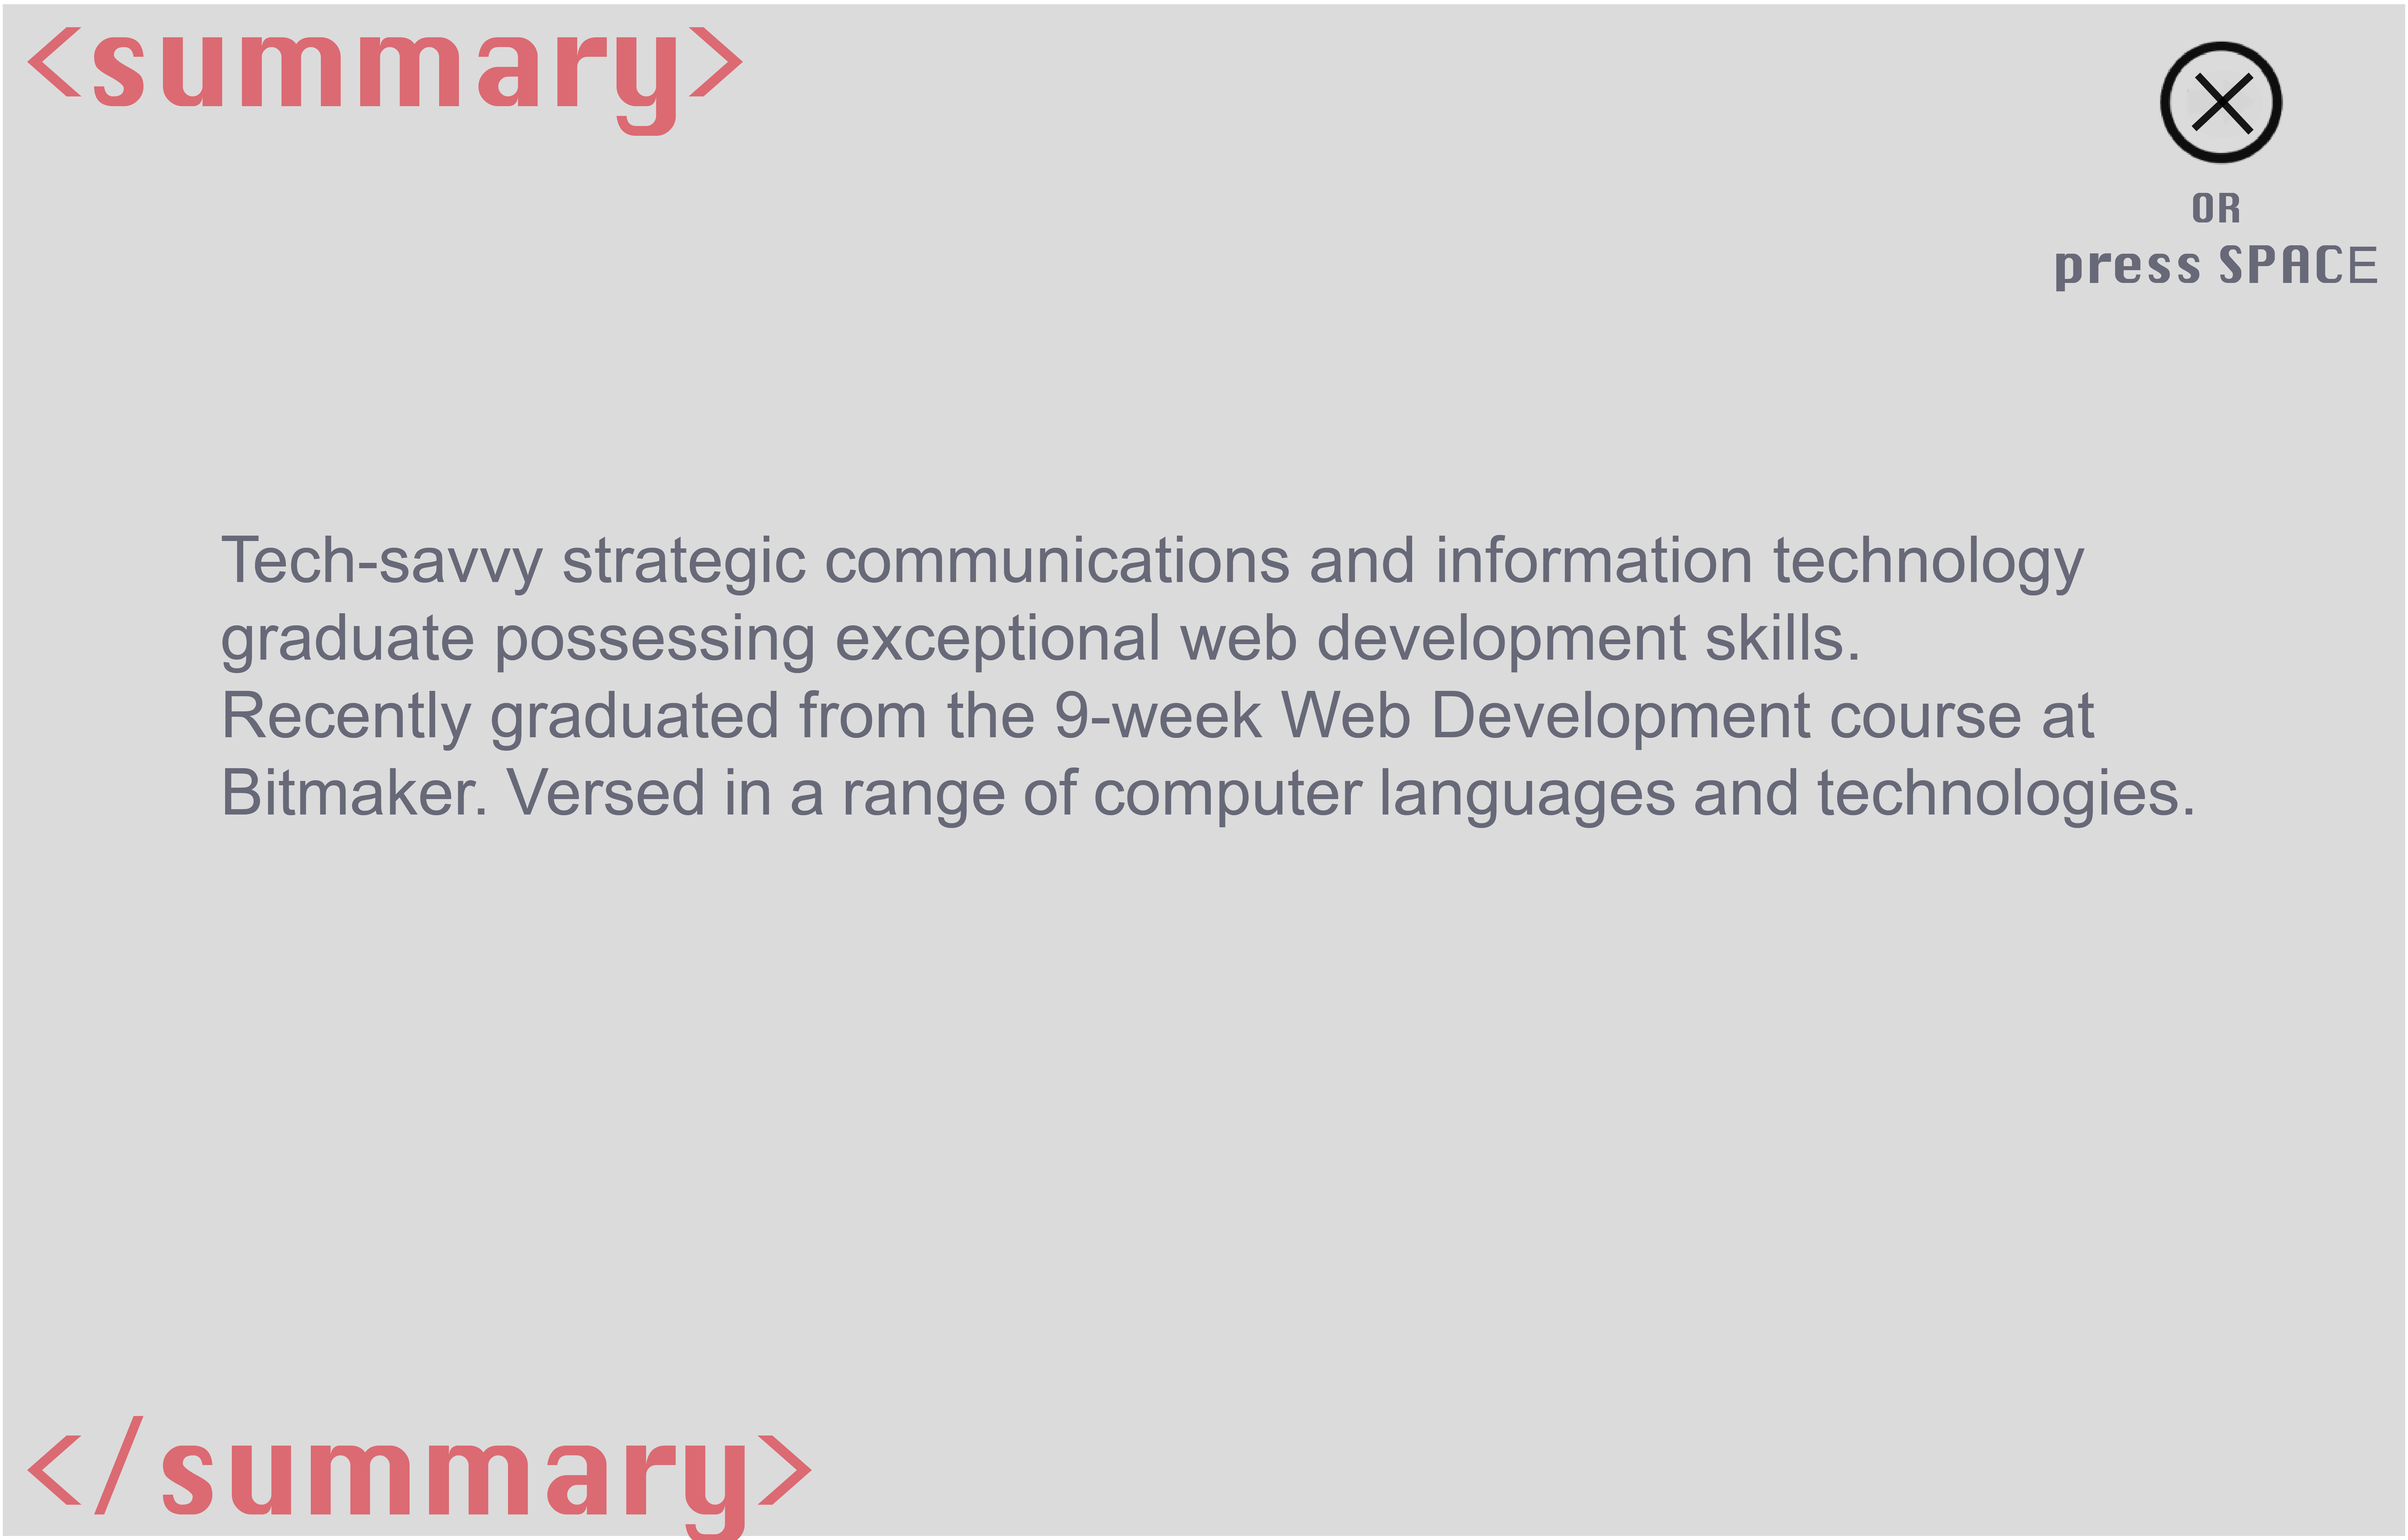 <summary>
OR
press SPACE
Tech-savvy strategic communications and information technology
graduate possessing exceptional web development skills.
Recently graduated from the 9-week Web Development course at
Bitmaker. Versed in a range of computer languages and technologies.
</summary>